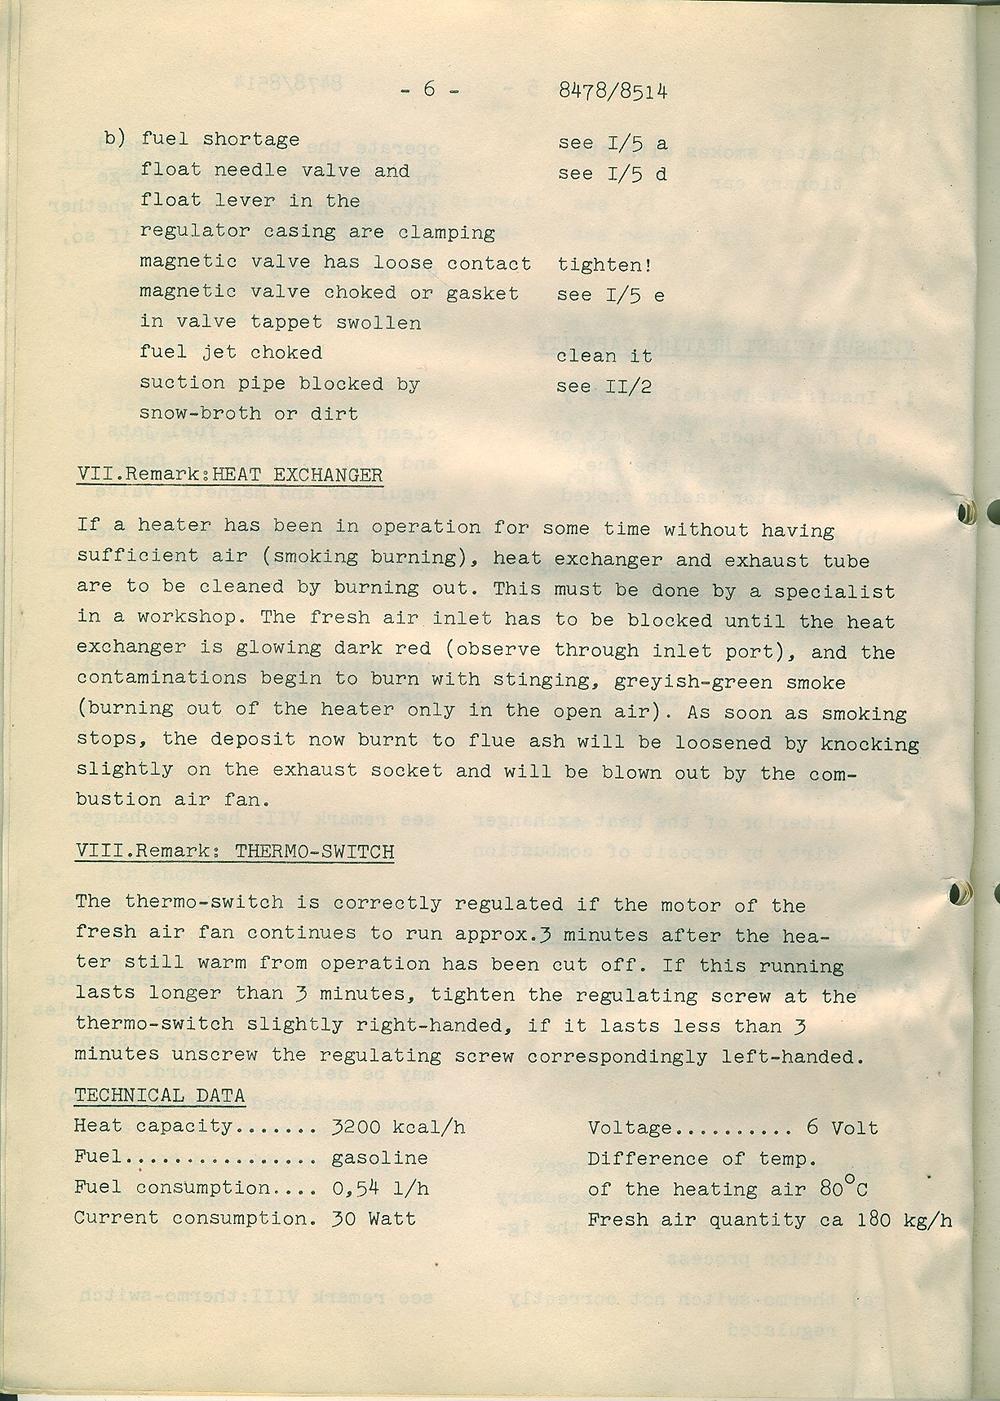 - 6 - 8478/8514
b) fuel shortage see I/5 a
float needle valve and see I/5 d
float lever in the
regulator casing are clamping
magnetic valve has loose contact tighten!
magnetic valve choked or gasket see I/5 e
in valve tappet swollen
fuel jet choked clean it
suction pipe blocked by see II/2
snow-broth or dirt
VII.Remark:HEAT EXCHANGER
If a heater has been in operation for some time without having
sufficient air (smoking burning), heat exchanger and exhaust tube
are to be cleaned by burning out. This must be done by a specialist
in a workshop. The fresh air inlet has to be blocked until the heat
exchanger is glowing dark red (observe through inlet port), and the
contaminations begin to burn with stinging, greyish-green smoke
(burning out of the heater only in the open air). As soon as smoking
stops, the deposit now burnt to flue ash will be loosened by knocking
slightly on the exhaust socket and will be blown out by the com-
bustion air fan.
VIII.Remark: THERMO-SWITCH
The thermo-switch is correctly regulated if the motor of the
fresh air fan continues to run approx.3 minutes after the hea-
ter still warm from operation has been cut off. If this running
lasts longer than 3 minutes, tighten the regulating screw at the
thermo-switch slightly right-handed, if it lasts less than 3
minutes unscrew the regulating screw correspondingly left-handed.
TECHNICAL DATA
Heat capacity....... 3200 kcal/h Voltage.......... 6 Volt
Fuel................ gasoline Difference of temp.
Fuel consumption.... 0,54 l/h of the heating air 80°C
Current consumption. 30 Watt Fresh air quantity ca 180 kg/h